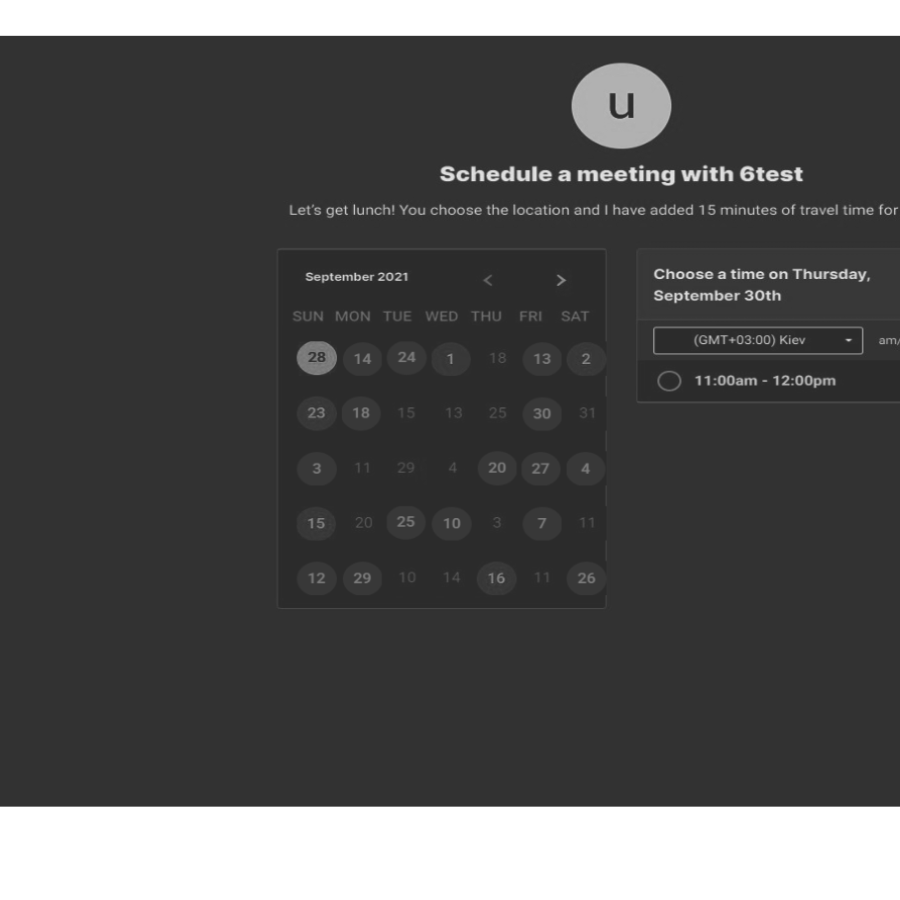 u
Schedule a meeting with 6test
Let's get lunch! You choose the location and I have added 15 minutes of travel time for
September 2021 < >
SUN MON TUE WED THU FRI SAT
28 14 24 1 18 13 2
23 18 15 13 25 30 31
3 11 29 4 20 27 4
15 20 25 10 3 7 11
12 29 10 14 16 11 26
Choose a time on Thursday,
September 30th
(GMT+03:00) Kiev am/
11:00am - 12:00pm